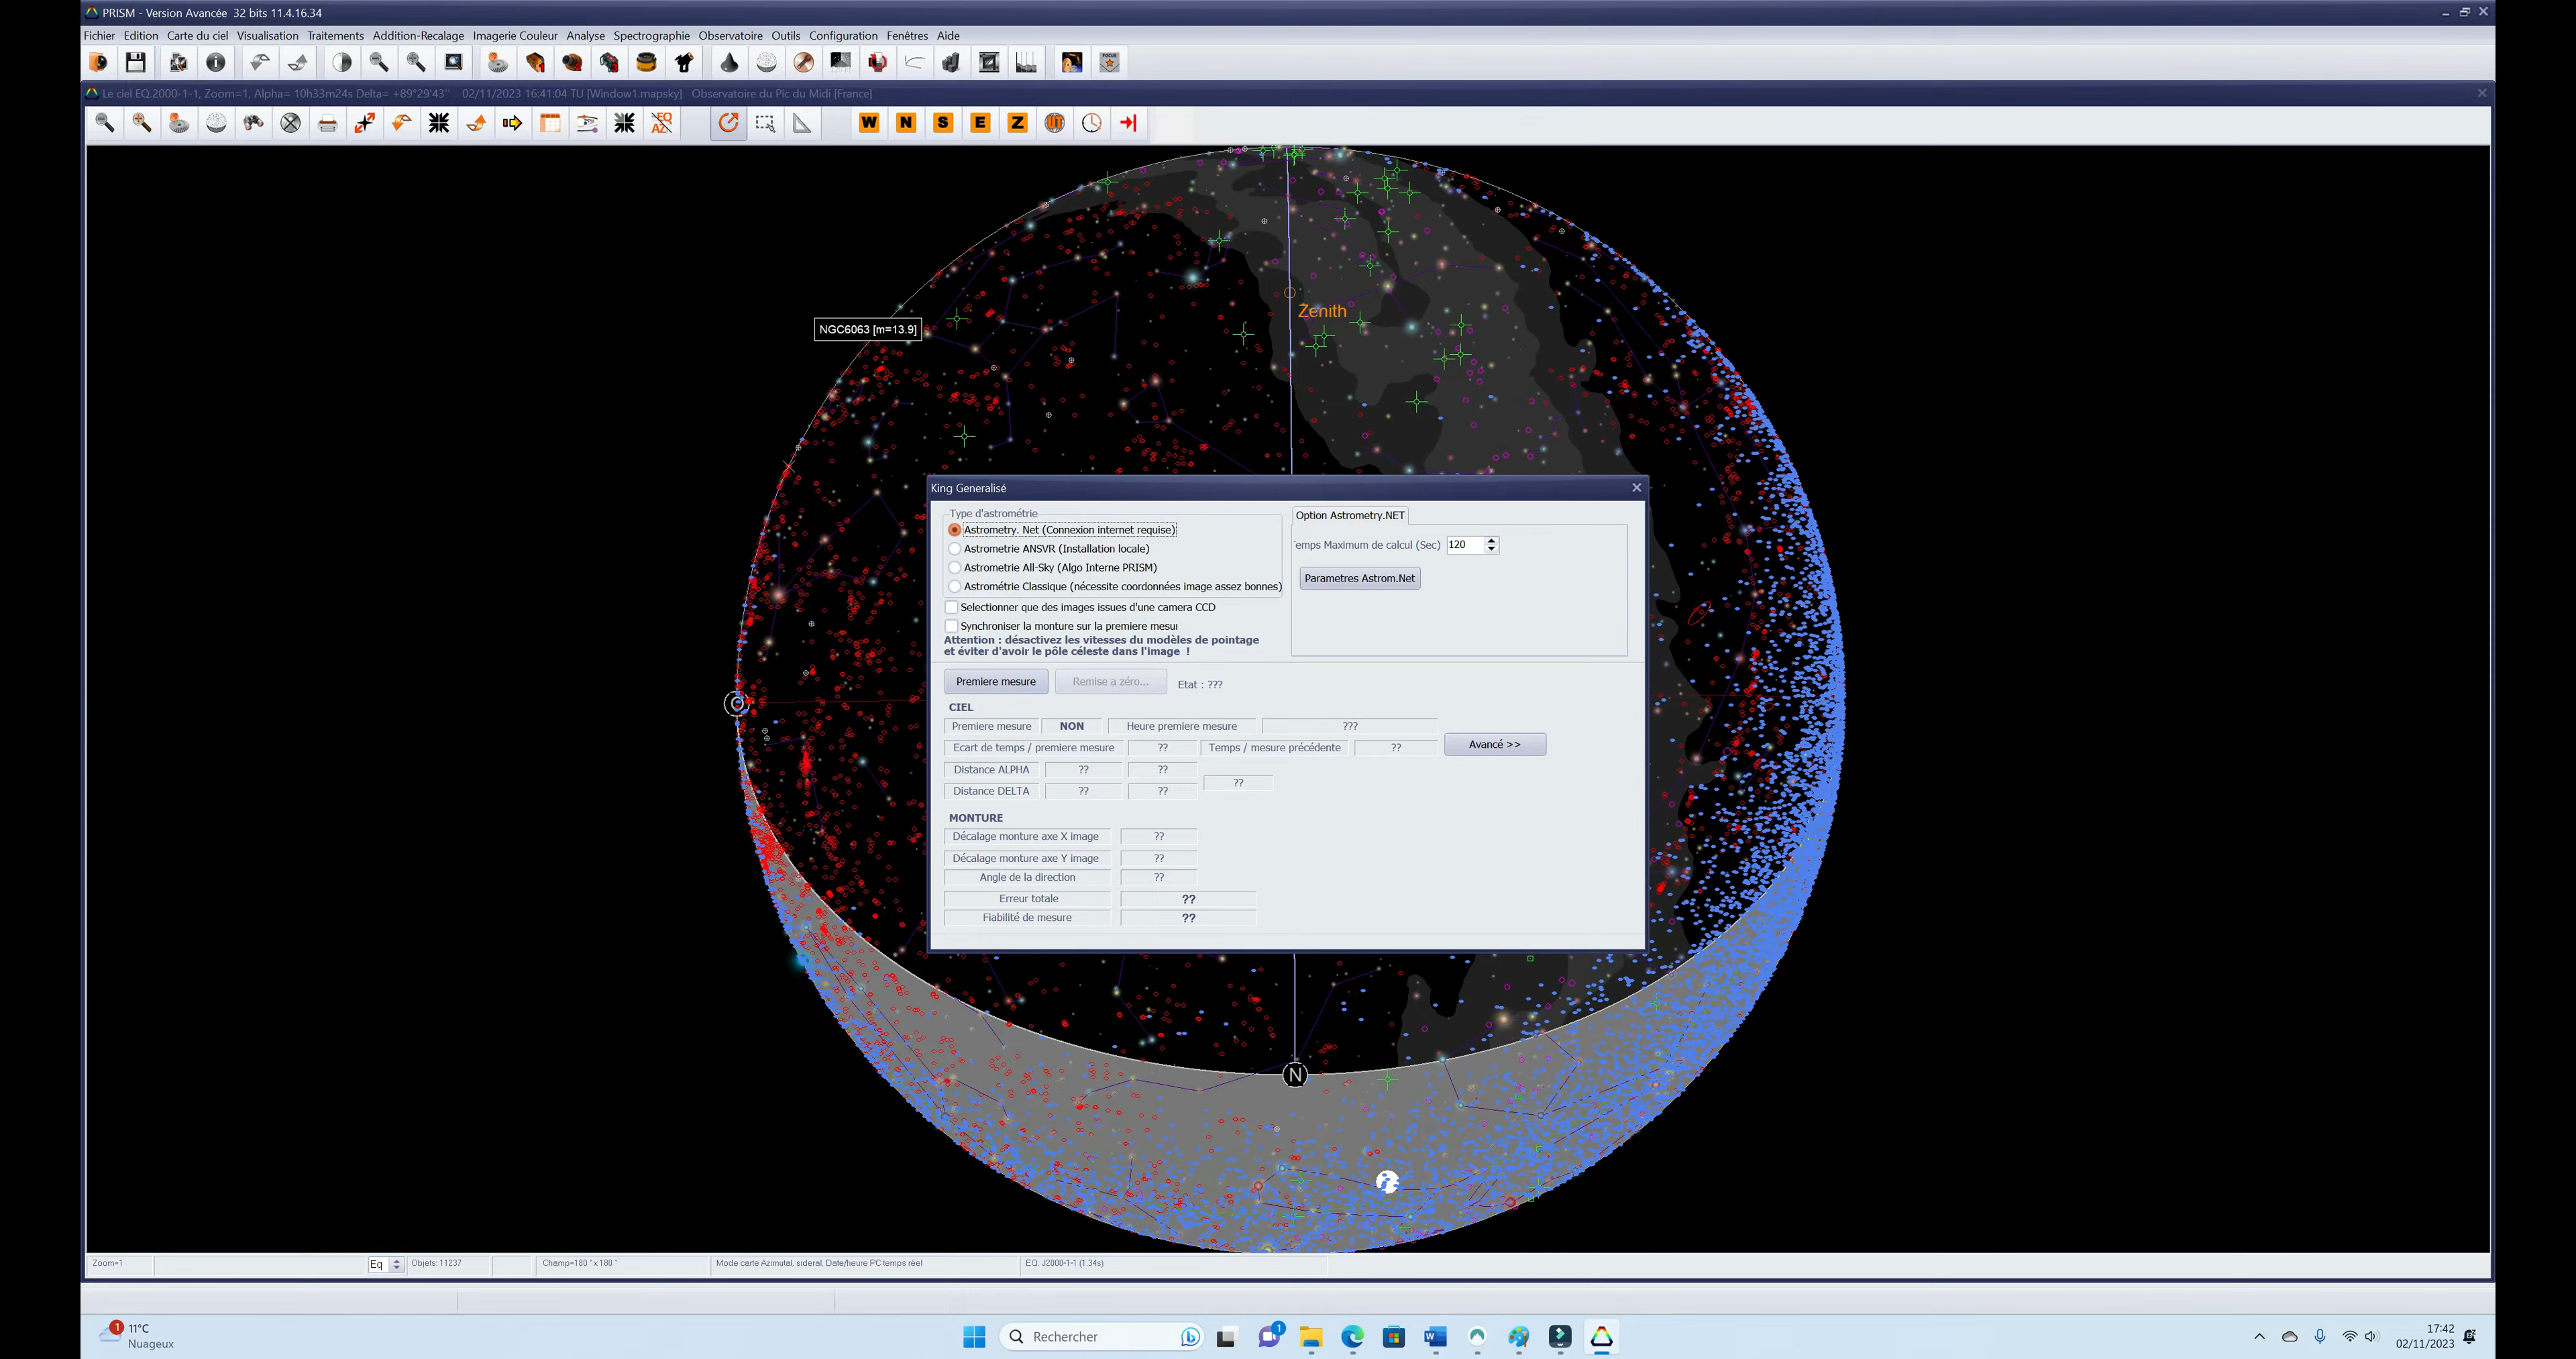 PRISM - Version Avancée 32 bits 11.4.16.34
Fichier Edition Carte du ciel Visualisation Traitements Addition-Recalage Imagerie Couleur Analyse Spectrographie Observatoire Outils Configuration Fenêtres Aide
FOCUS
Le ciel EQ.2000-1-1, Zoom=1, Alpha= 10h33m24s Delta= +89°29'43'' 02/11/2023 16:41:04 TU [Window1.mapsky] Observatoire du Pic du Midi [France]
EQ AZ W N S E Z UT
Zenith
NGC6063 [m=13.9]
King Generalisé
Type d'astrométrie
Astrometry. Net (Connexion internet requise)
Astrometrie ANSVR (Installation locale)
Astrometrie All-Sky (Algo Interne PRISM)
Astrométrie Classique (nécessite coordonnées image assez bonnes)
Option Astrometry.NET
emps Maximum de calcul (Sec) 120
Parametres Astrom.Net
Selectionner que des images issues d'une camera CCD
Synchroniser la monture sur la premiere mesu
Attention : désactivez les vitesses du modèles de pointage
et éviter d'avoir le pôle céleste dans l'image !
Premiere mesure Remise a zéro... Etat : ???
CIEL
Premiere mesure NON Heure premiere mesure ???
Ecart de temps / premiere mesure ?? Temps / mesure précédente ?? Avancé >>
Distance ALPHA ?? ?? ??
Distance DELTA ?? ??
MONTURE
Décalage monture axe X image ??
Décalage monture axe Y image ??
Angle de la direction ??
Erreur totale ??
Fiabilité de mesure ??
O
N
Zoom=1 Eq Objets: 11237 Champ=180 ° x 180 ° Mode carte Azimutal, sideral, Date/heure PC temps réel EQ. J2000-1-1 (1.34s)
1 11°C
Nuageux
Rechercher
1
17:42
02/11/2023